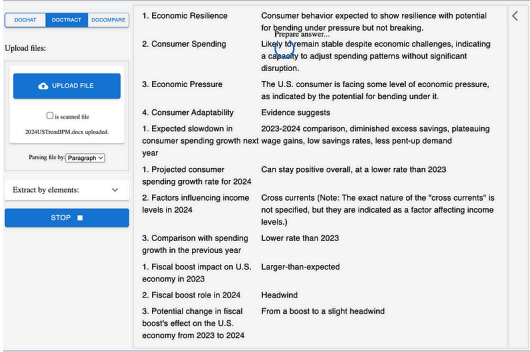 DOCHAT DOCTRACT DOCOMPARE
Upload files:
UPLOAD FILE
is scanned file
2024USTrendJPM.docx uploaded.
Parsing file by: Paragraph
Extract by elements:
STOP
Prepare answer...
1. Economic Resilience Consumer behavior expected to show resilience with potential
for bending under pressure but not breaking.
2. Consumer Spending Likely to remain stable despite economic challenges, indicating
a capacity to adjust spending patterns without significant
disruption.
3. Economic Pressure The U.S. consumer is facing some level of economic pressure,
as indicated by the potential for bending under it.
4. Consumer Adaptability Evidence suggests
1. Expected slowdown in 2023-2024 comparison, diminished excess savings, plateauing
consumer spending growth next wage gains, low savings rates, less pent-up demand
year
1. Projected consumer Can stay positive overall, at a lower rate than 2023
spending growth rate for 2024
2. Factors influencing income Cross currents (Note: The exact nature of the "cross currents" is
levels in 2024 not specified, but they are indicated as a factor affecting income
levels.)
3. Comparison with spending Lower rate than 2023
growth in the previous year
1. Fiscal boost impact on U.S. Larger-than-expected
economy in 2023
2. Fiscal boost role in 2024 Headwind
3. Potential change in fiscal From a boost to a slight headwind
boost's effect on the U.S.
economy from 2023 to 2024